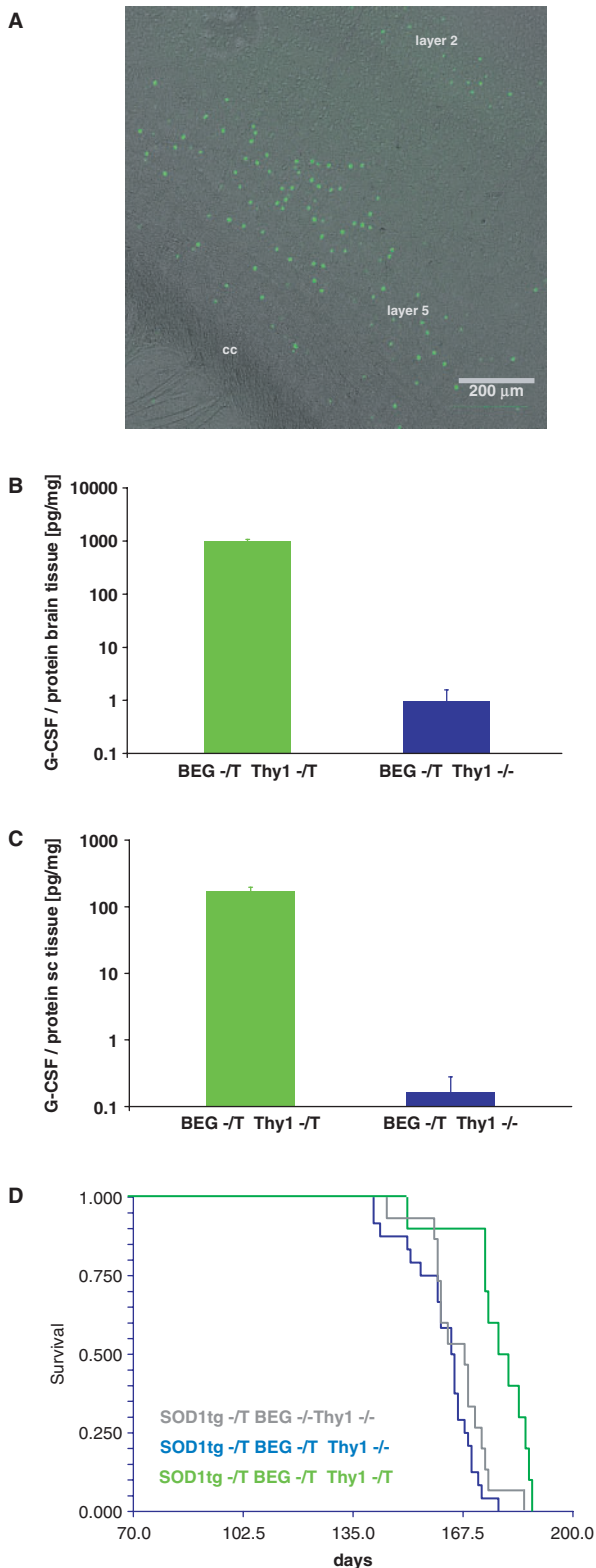 A
layer 2
layer 5
cc
200 μm
B
G-CSF / protein brain tissue [pg/mg]
10000
1000
100
10
1
0.1
BEG -/T Thy1 -/T
BEG -/T Thy1 -/-
C
G-CSF / protein sc tissue [pg/mg]
1000
100
10
1
0.1
BEG -/T Thy1 -/T
BEG -/T Thy1 -/-
D
Survival
1.000
0.750
0.500
0.250
0.000
SOD1tg -/T BEG -/-Thy1 -/-
SOD1tg -/T BEG -/T Thy1 -/-
SOD1tg -/T BEG -/T Thy1 -/T
70.0
102.5
135.0
167.5
200.0
days